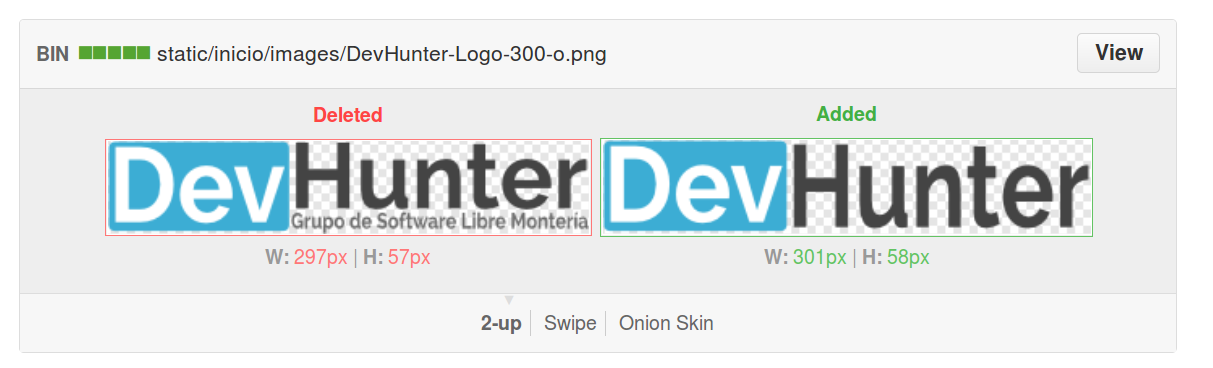 BIN static/inicio/images/DevHunter-Logo-300-o.png View
Deleted Added
DevHunter DevHunter
Grupo de Software Libre Montería
W: 297px | H: 57px W: 301px | H: 58px
2-up Swipe Onion Skin